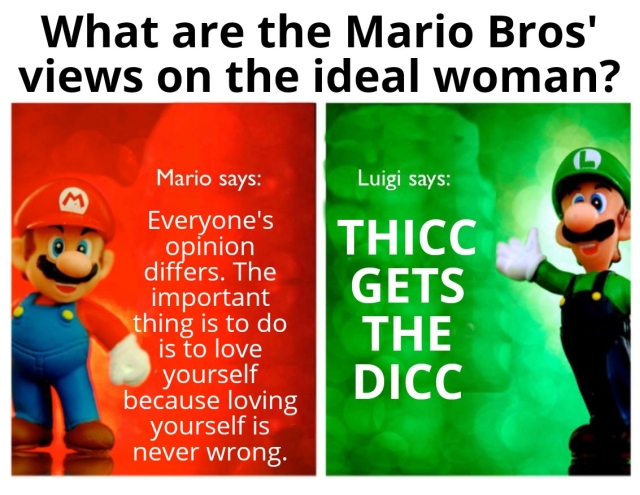 What are the Mario Bros'
views on the ideal woman?
Mario says:
Everyone's
opinion
differs. The
important
thing is to do
is to love
yourself
because loving
yourself is
never wrong.
Luigi says:
THICC
GETS
THE
DICC
M
L